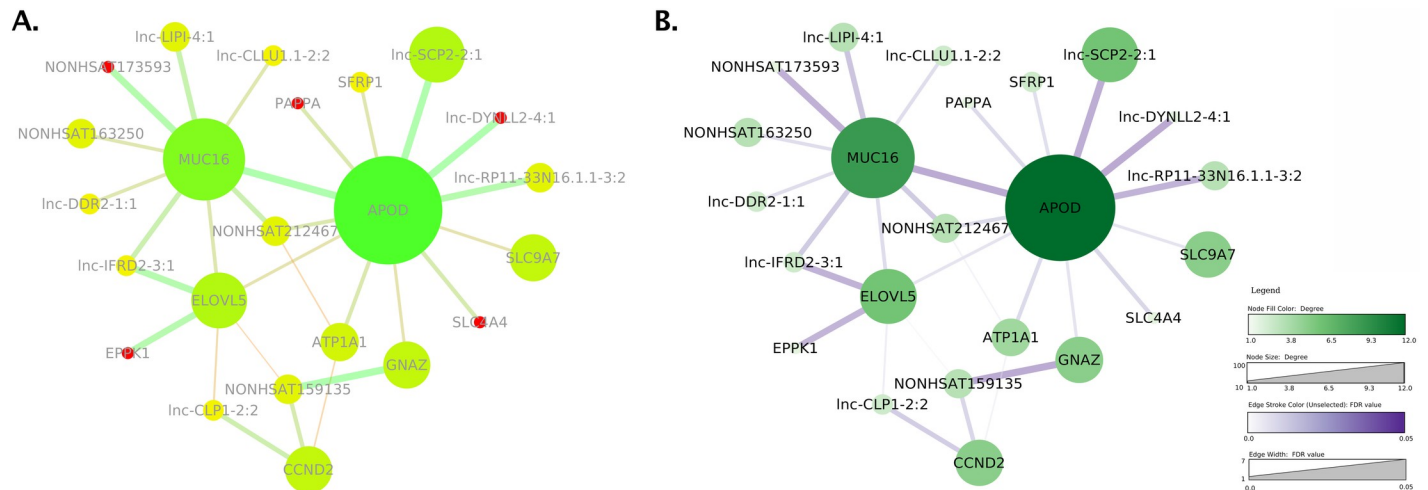 A.
lnc-LIPI-4:1
lnc-CLLU1.1-2:2
lnc-SCP2-2:1
NONHSAT173593
SFRP1
PAPPA
lnc-DYNLL2-4:1
NONHSAT163250
MUC16
lnc-RP11-33N16.1.1-3:2
APOD
lnc-DDR2-1:1
NONHSAT212467
SLC9A7
lnc-IFRD2-3:1
ELOVL5
SLC4A4
ATP1A1
EPPK1
GNAZ
NONHSAT159135
lnc-CLP1-2:2
CCND2
B.
lnc-LIPI-4:1
lnc-CLLU1.1-2:2
lnc-SCP2-2:1
NONHSAT173593
SFRP1
PAPPA
lnc-DYNLL2-4:1
NONHSAT163250
MUC16
lnc-RP11-33N16.1.1-3:2
APOD
lnc-DDR2-1:1
NONHSAT212467
SLC9A7
lnc-IFRD2-3:1
ELOVL5
SLC4A4
ATP1A1
EPPK1
GNAZ
NONHSAT159135
lnc-CLP1-2:2
CCND2
Legend
Node Fill Color: Degree
1.0 3.8 6.5 9.3 12.0
Node Size: Degree
100
10
1.0 3.8 6.5 9.3 12.0
Edge Stroke Color (Unselected): FDR value
0.0 0.05
Edge Width: FDR value
7
1
0.0 0.05